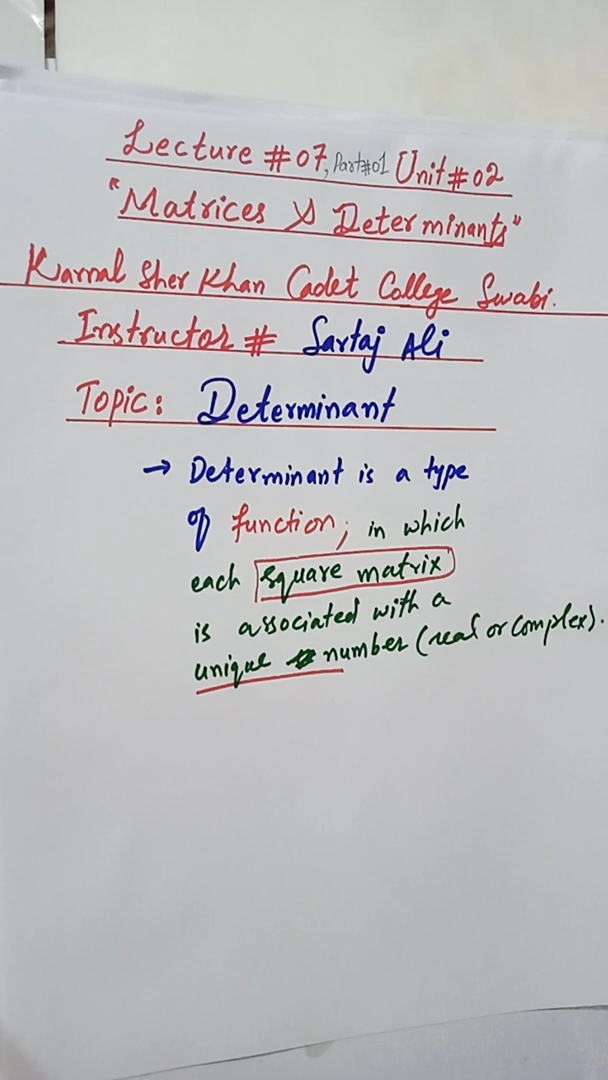 Lecture #07, Part#01 Unit#02
"Matrices & Determinants"
Karnal Sher Khan Cadet College Swabi.
Instructor # Sartaj Ali
Topic: Determinant
→ Determinant is a type
of function; in which
each square matrix
is associated with a
unique number (real or complex).